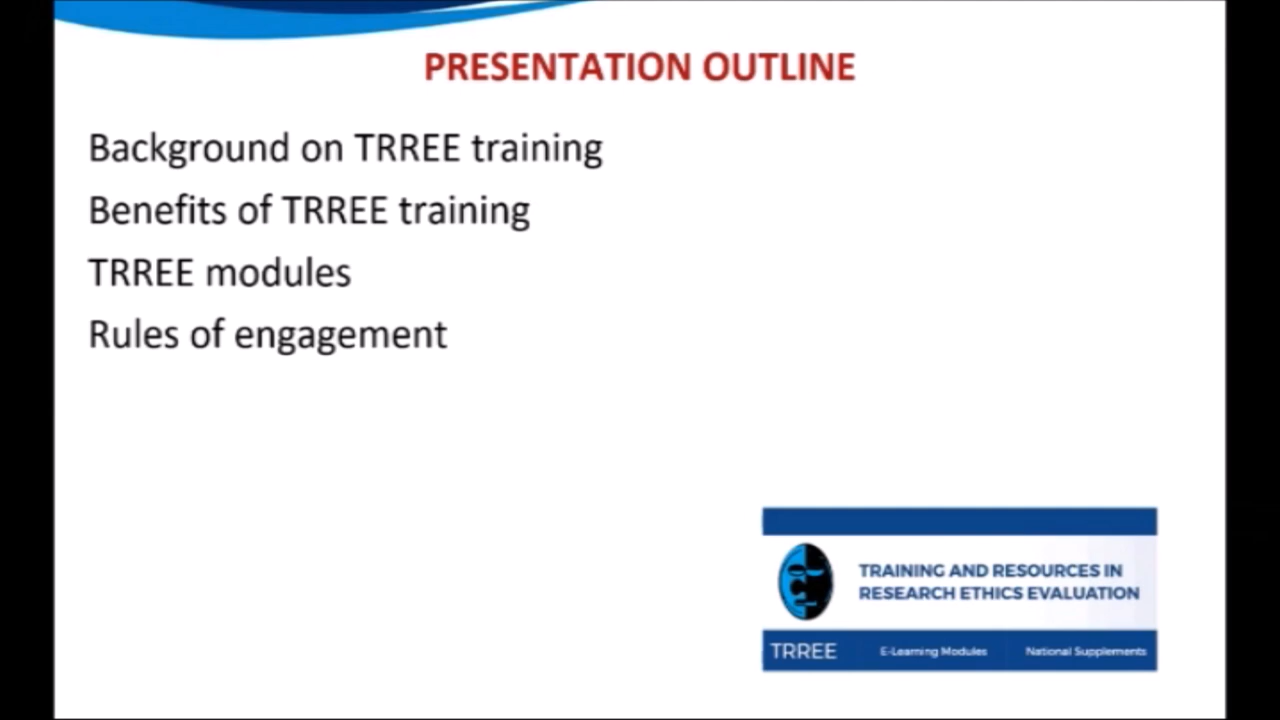 PRESENTATION OUTLINE
Background on TRREE training
Benefits of TRREE training
TRREE modules
Rules of engagement
TRAINING AND RESOURCES IN
RESEARCH ETHICS EVALUATION
TRREE E-Learning Modules National Supplements